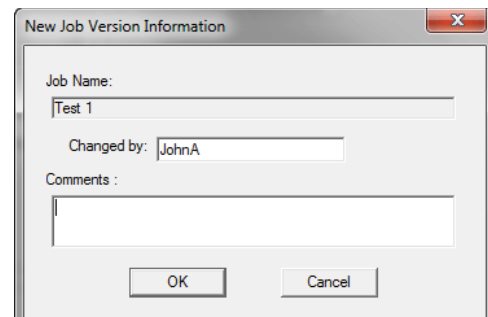 New Job Version Information
Job Name:
Test 1
Changed by: JohnA
Comments :
OK Cancel